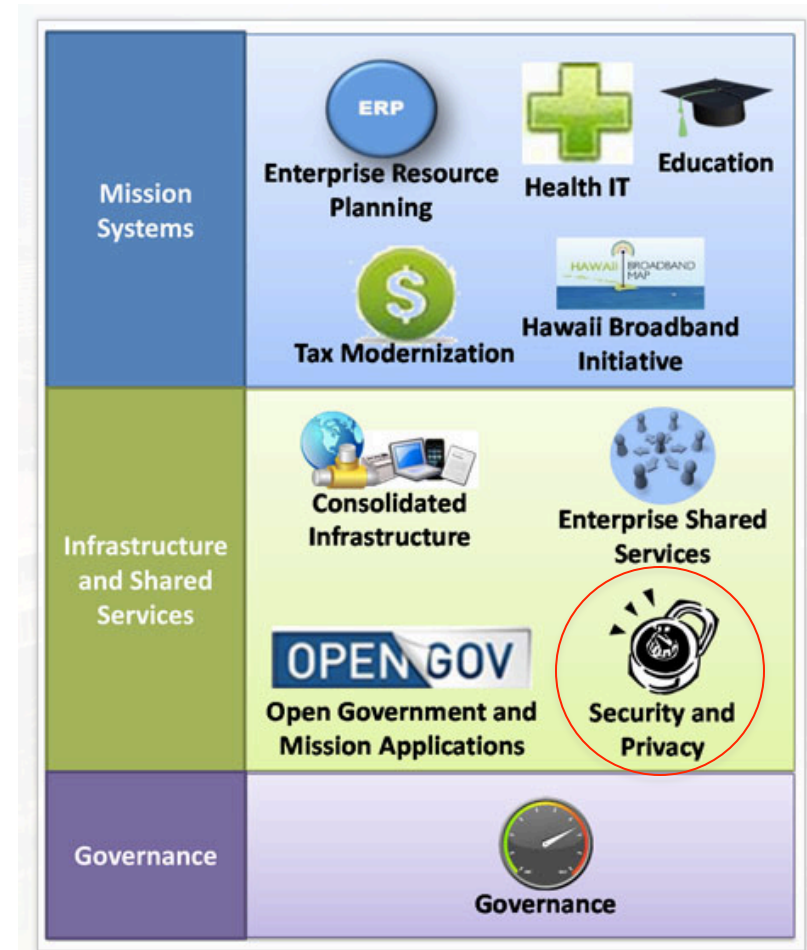 Mission
Systems
ERP
Enterprise Resource
Planning
Health IT
Education
Tax Modernization
HAWAII BROADBAND
MAP
Hawaii Broadband
Initiative
Infrastructure
and Shared
Services
Consolidated
Infrastructure
Enterprise Shared
Services
OPEN GOV
Open Government and
Mission Applications
Security and
Privacy
Governance
Governance